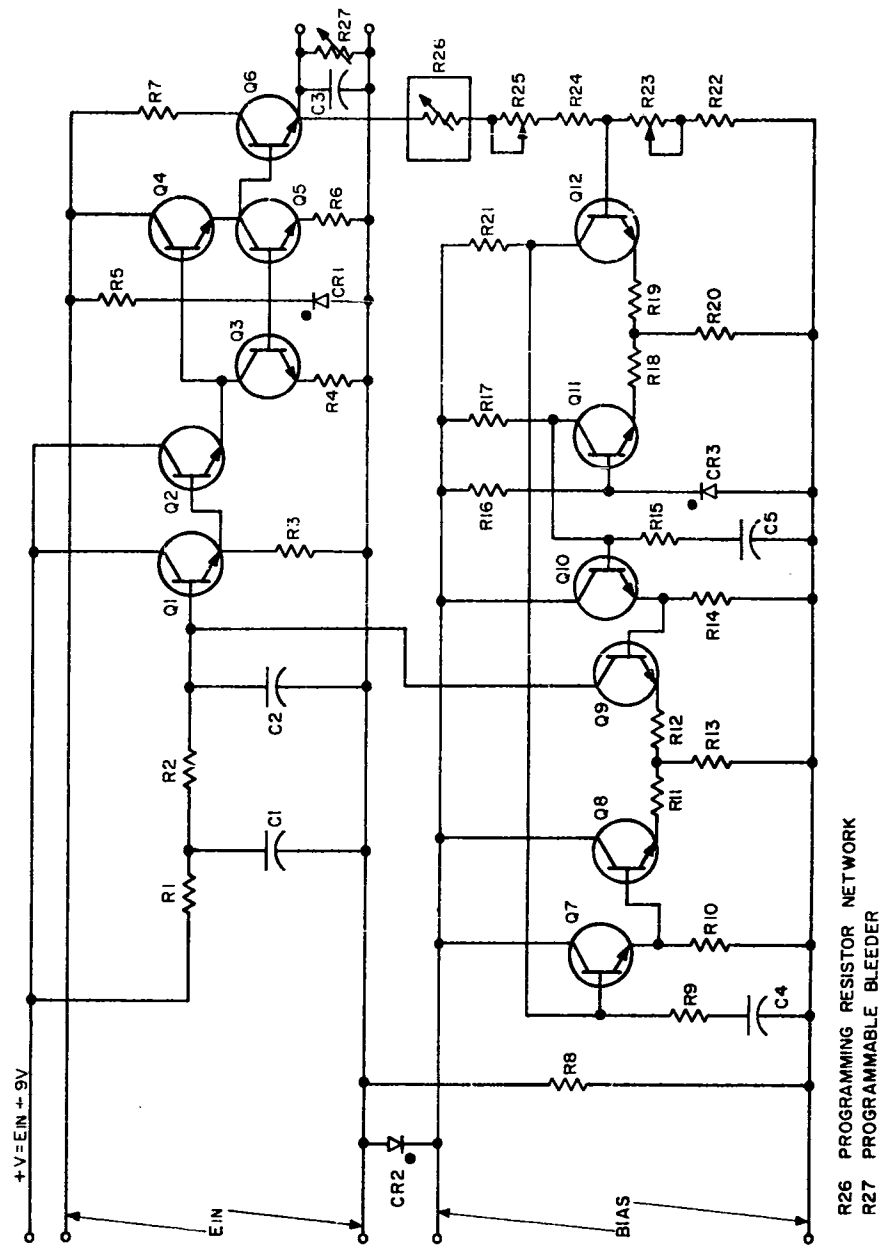 +V = EIN + 9V
EIN
BIAS
R1
R2
C1
C2
Q1
Q2
R3
Q3
R4
R5
CR1
Q4
Q5
R6
R7
Q6
C3
R27
R26
R25
R24
R23
R22
CR2
R8
Q7
R9
C4
R10
Q8
R11
R12
R13
Q9
Q10
R14
R15
C5
R16
R17
CR3
Q11
R18
R19
R20
R21
Q12
R26 PROGRAMMING RESISTOR NETWORK
R27 PROGRAMMABLE BLEEDER